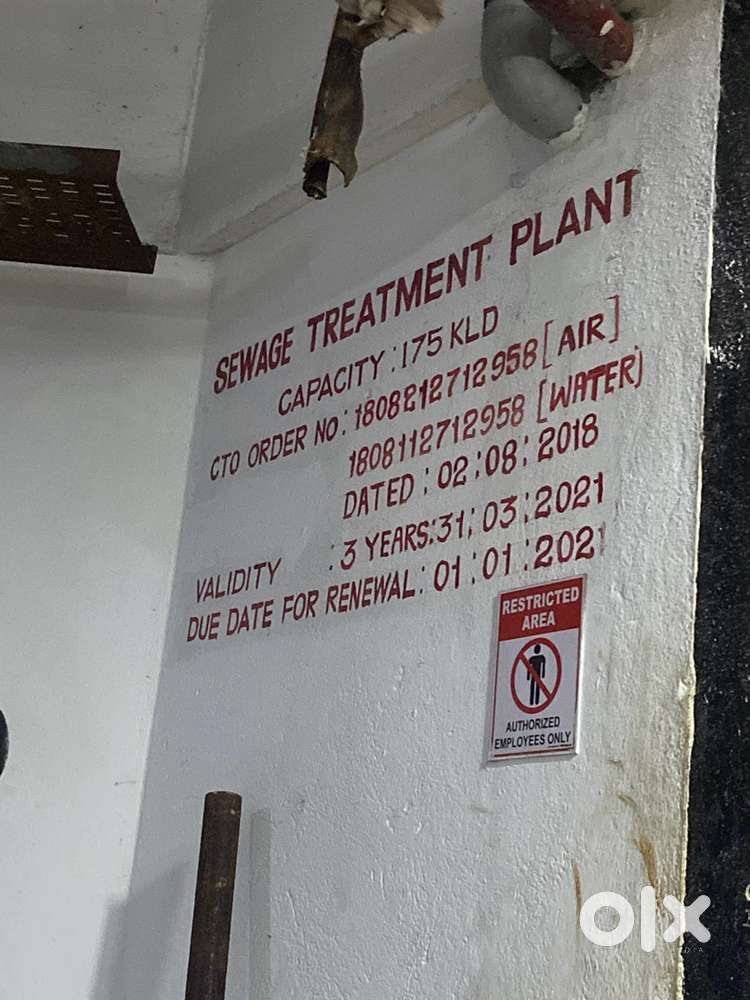 SEWAGE TREATMENT PLANT
CAPACITY : 175 KLD
CTO ORDER NO: 1808212712958 [AIR]
1808112712958 [WATER)
DATED : 02:08: 2018
VALIDITY : 3 YEARS:31:03:2021
DUE DATE FOR RENEWAL: 01:01:2021
RESTRICTED
AREA
AUTHORIZED
EMPLOYEES ONLY
olx